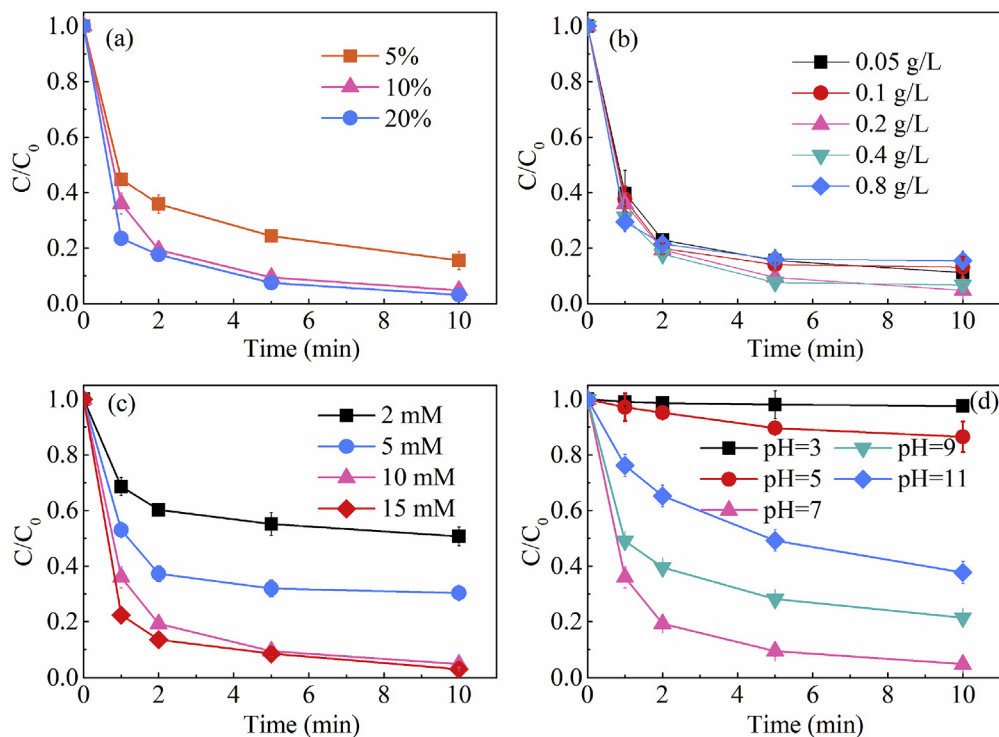 (a)
5%
10%
20%
C/C₀
1.0
0.8
0.6
0.4
0.2
0.0
0 2 4 6 8 10
Time (min)
(b)
0.05 g/L
0.1 g/L
0.2 g/L
0.4 g/L
0.8 g/L
C/C₀
1.0
0.8
0.6
0.4
0.2
0.0
0 2 4 6 8 10
Time (min)
(c)
2 mM
5 mM
10 mM
15 mM
C/C₀
1.0
0.8
0.6
0.4
0.2
0.0
0 2 4 6 8 10
Time (min)
(d)
pH=3 pH=9
pH=5 pH=11
pH=7
C/C₀
1.0
0.8
0.6
0.4
0.2
0.0
0 2 4 6 8 10
Time (min)